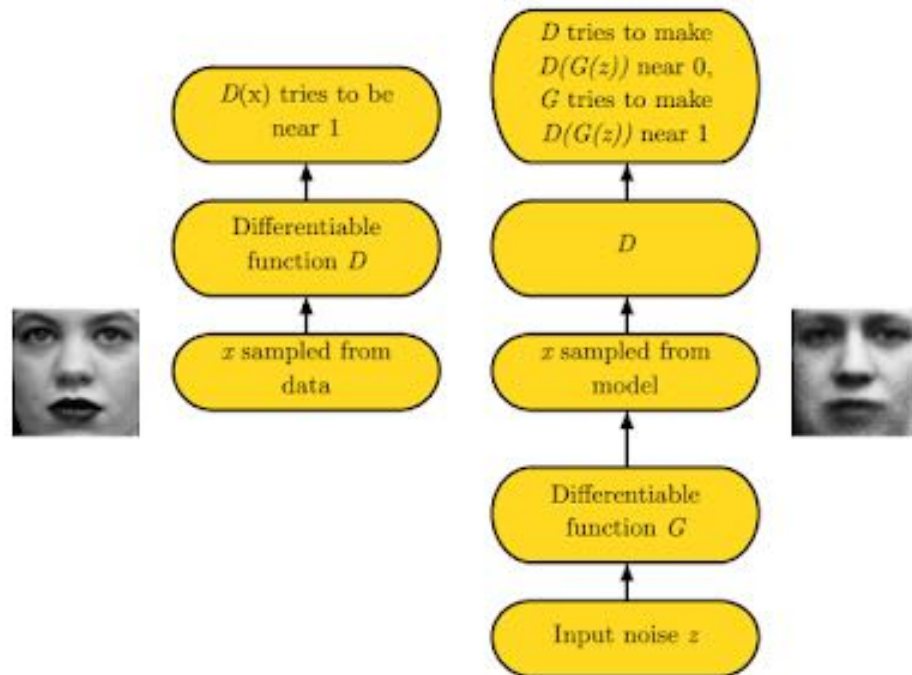 D(x) tries to be
near 1
Differentiable
function D
x sampled from
data
D tries to make
D(G(z)) near 0,
G tries to make
D(G(z)) near 1
D
x sampled from
model
Differentiable
function G
Input noise z